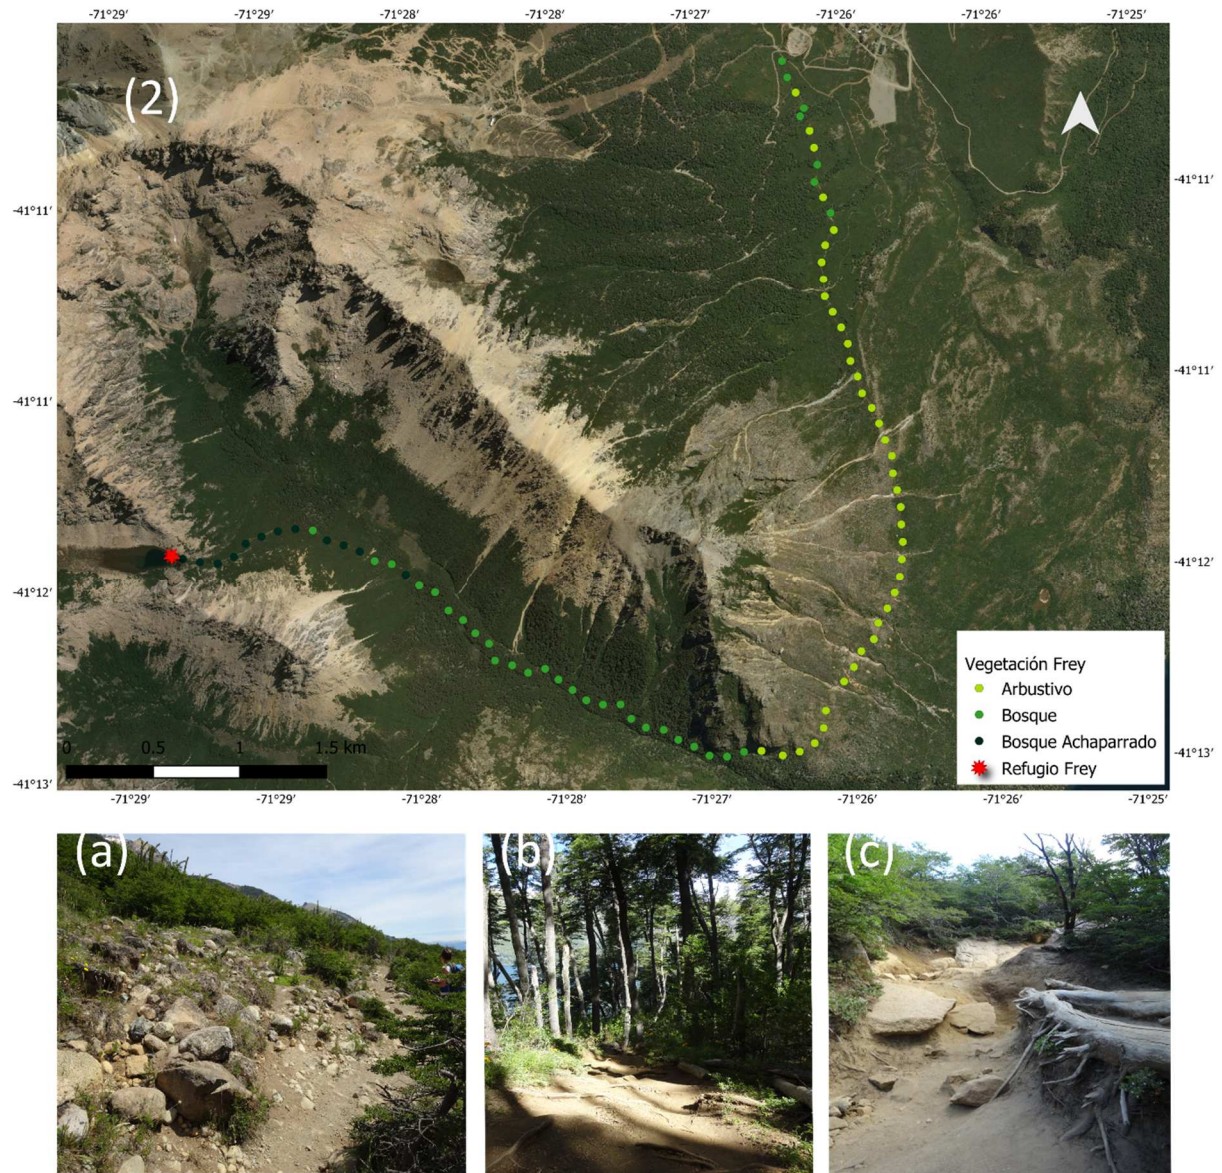 -71°29' -71°29' -71°28' -71°28' -71°27' -71°26' -71°26' -71°25'
(2)
-41°11' -41°11'
-41°11' -41°11'
-41°12' -41°12'
-41°13' -41°13'
Vegetación Frey
Arbustivo
Bosque
Bosque Achaparrado
Refugio Frey
0 0.5 1 1.5 km
-71°29' -71°29' -71°28' -71°28' -71°27' -71°26' -71°26' -71°25'
(a) (b) (c)